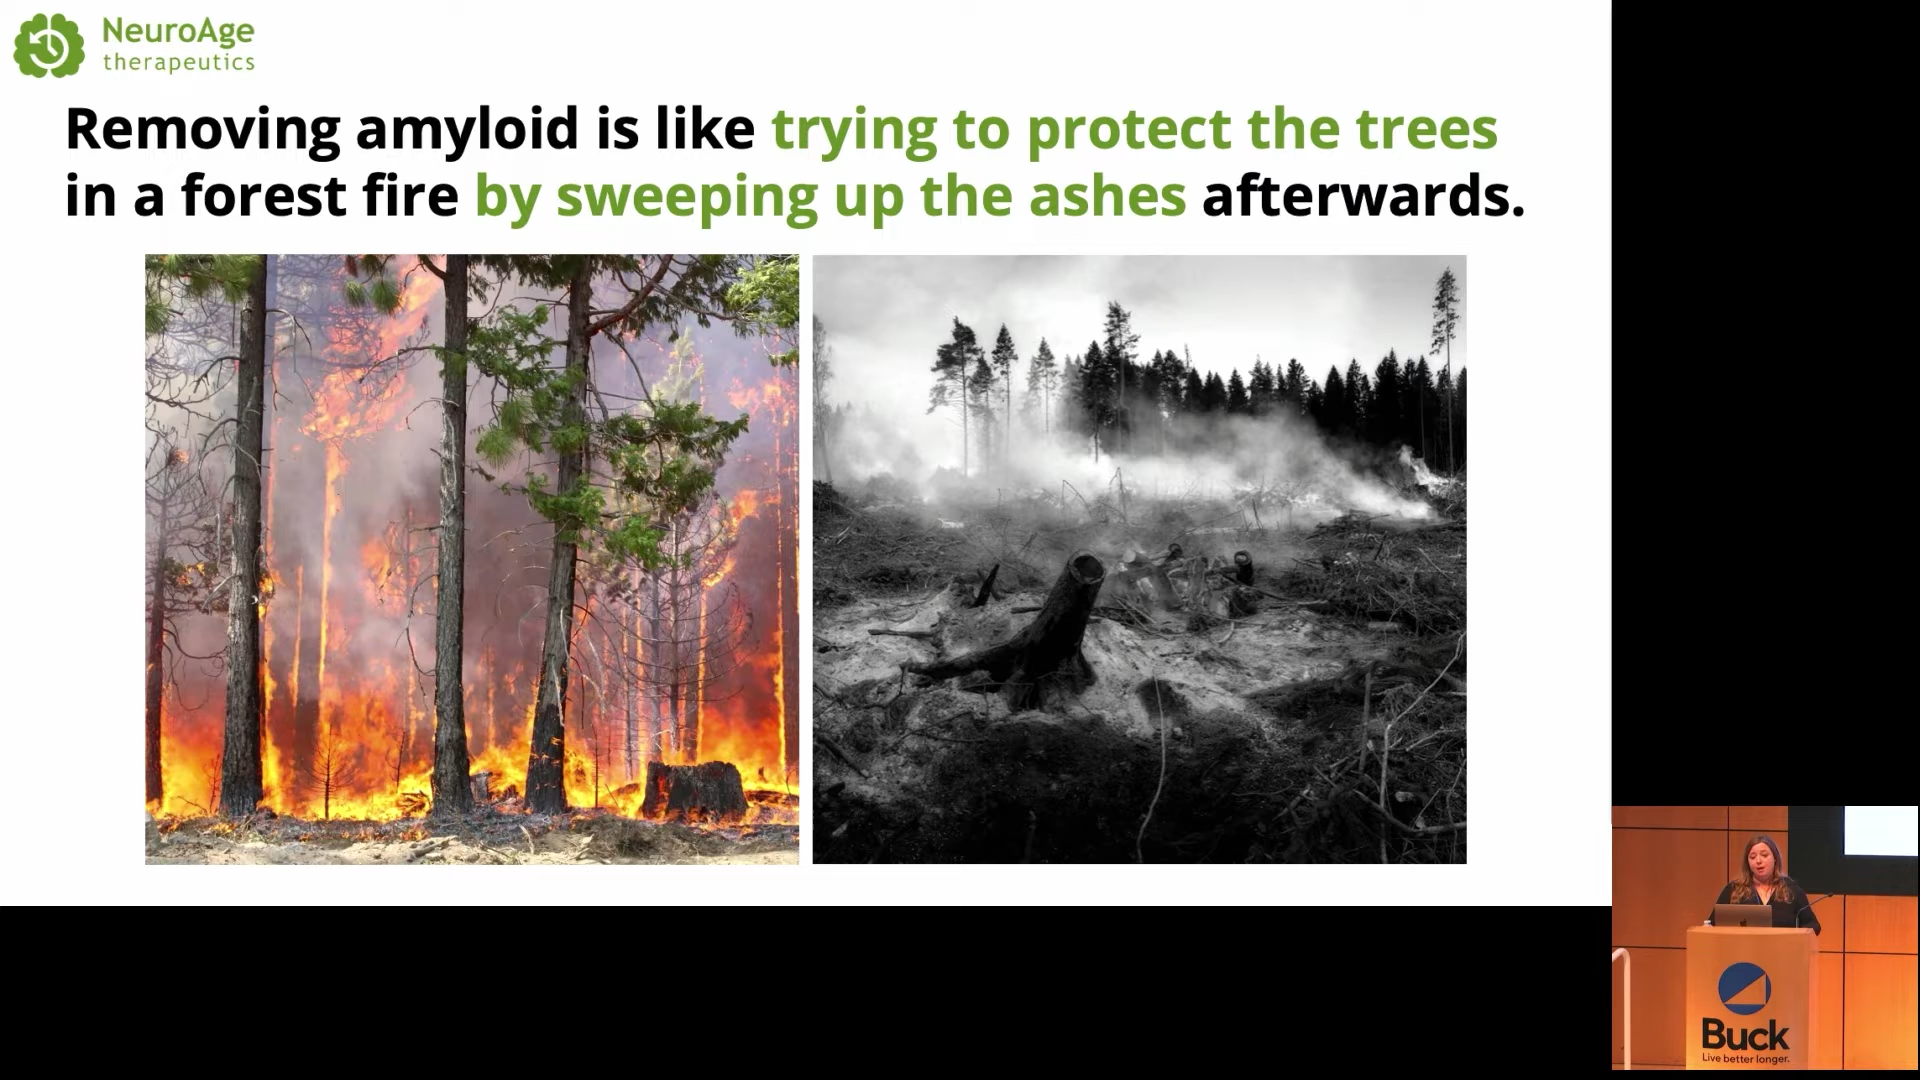 NeuroAge
therapeutics
Removing amyloid is like trying to protect the trees
in a forest fire by sweeping up the ashes afterwards.
Buck
Live better longer.